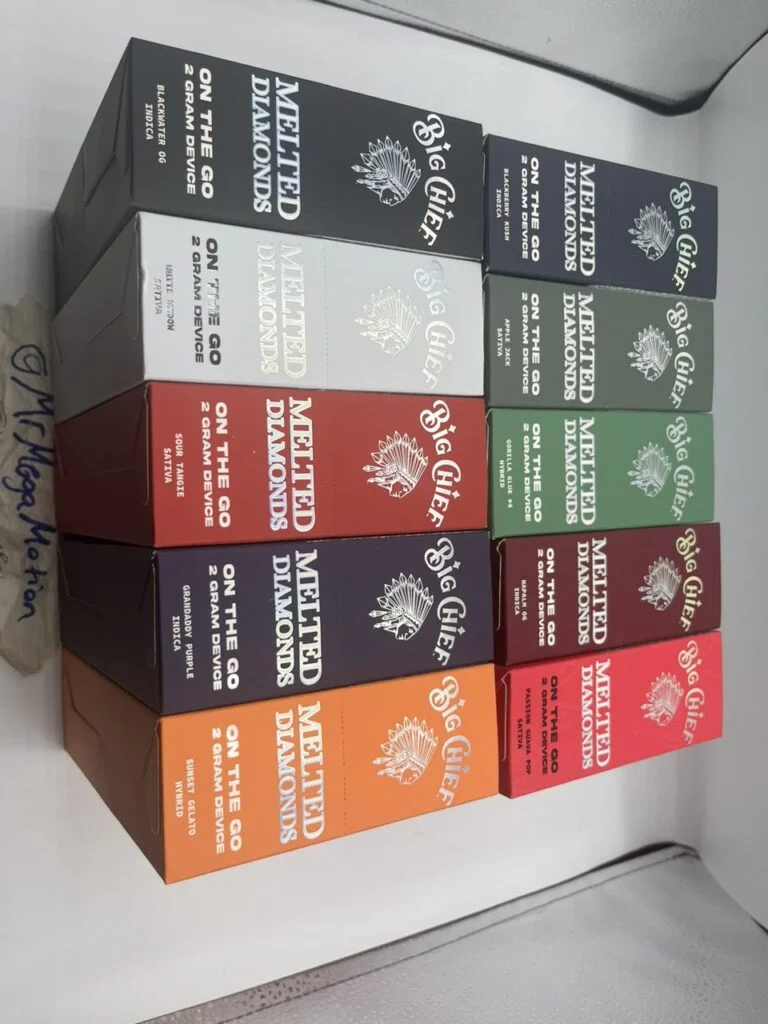 BIG CHIEF
MELTED
DIAMONDS
ON THE GO
2 GRAM DEVICE
BLACKWATER OG
INDICA
BIG CHIEF
MELTED
DIAMONDS
ON THE GO
2 GRAM DEVICE
WHITE WIDOW
SATIVA
BIG CHIEF
MELTED
DIAMONDS
ON THE GO
2 GRAM DEVICE
SOUR TANGIE
SATIVA
BIG CHIEF
MELTED
DIAMONDS
ON THE GO
2 GRAM DEVICE
GRANDADDY PURPLE
INDICA
BIG CHIEF
MELTED
DIAMONDS
ON THE GO
2 GRAM DEVICE
SUNSET GELATO
HYBRID
BIG CHIEF
MELTED
DIAMONDS
ON THE GO
2 GRAM DEVICE
BLACKBERRY KUSH
INDICA
BIG CHIEF
MELTED
DIAMONDS
ON THE GO
2 GRAM DEVICE
APPLE JACK
SATIVA
BIG CHIEF
MELTED
DIAMONDS
ON THE GO
2 GRAM DEVICE
GORILLA GLUE #4
HYBRID
BIG CHIEF
MELTED
DIAMONDS
ON THE GO
2 GRAM DEVICE
NAPALM OG
INDICA
BIG CHIEF
MELTED
DIAMONDS
ON THE GO
2 GRAM DEVICE
PASSION GUAVA POP
SATIVA
@MrMegaMation